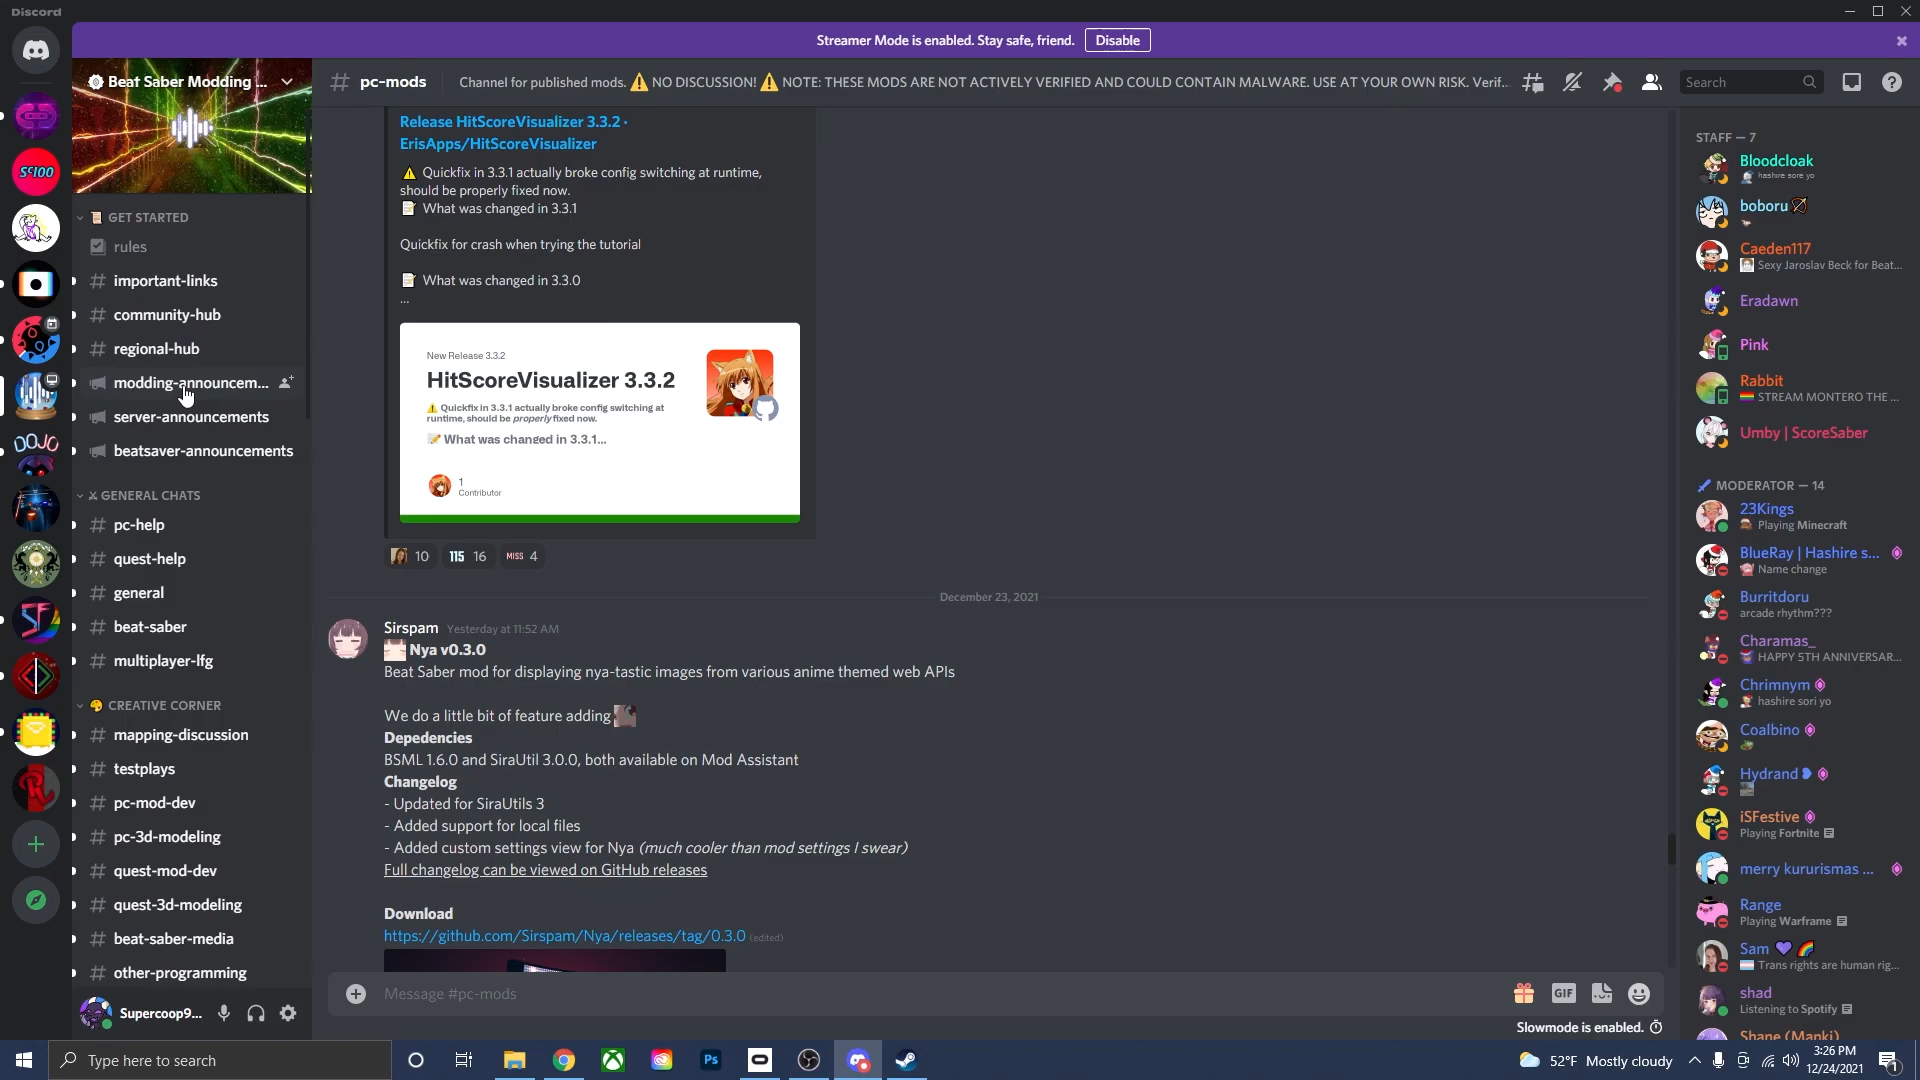 Discord
Streamer Mode is enabled. Stay safe, friend.
Disable
Beat Saber Modding ...
GET STARTED
rules
important-links
community-hub
regional-hub
modding-announcem...
server-announcements
beatsaver-announcements
GENERAL CHATS
pc-help
quest-help
general
beat-saber
multiplayer-lfg
CREATIVE CORNER
mapping-discussion
testplays
pc-mod-dev
pc-3d-modeling
quest-mod-dev
quest-3d-modeling
beat-saber-media
other-programming
Supercoop9...
SC100
DOJO
SF
pc-mods
Channel for published mods. ⚠ NO DISCUSSION! ⚠ NOTE: THESE MODS ARE NOT ACTIVELY VERIFIED AND COULD CONTAIN MALWARE. USE AT YOUR OWN RISK. Verif...
Search
Release HitScoreVisualizer 3.3.2 ·
ErisApps/HitScoreVisualizer
⚠ Quickfix in 3.3.1 actually broke config switching at runtime,
should be properly fixed now.
📝 What was changed in 3.3.1
Quickfix for crash when trying the tutorial
📝 What was changed in 3.3.0
...
New Release 3.3.2
HitScoreVisualizer 3.3.2
⚠ Quickfix in 3.3.1 actually broke config switching at
runtime, should be properly fixed now.
📝 What was changed in 3.3.1...
1
Contributor
10
115 16
MISS 4
December 23, 2021
Sirspam Yesterday at 11:52 AM
Nya v0.3.0
Beat Saber mod for displaying nya-tastic images from various anime themed web APIs
We do a little bit of feature adding
Depedencies
BSML 1.6.0 and SiraUtil 3.0.0, both available on Mod Assistant
Changelog
- Updated for SiraUtils 3
- Added support for local files
- Added custom settings view for Nya (much cooler than mod settings I swear)
Full changelog can be viewed on GitHub releases
Download
https://github.com/Sirspam/Nya/releases/tag/0.3.0 (edited)
Message #pc-mods
GIF
Slowmode is enabled.
STAFF — 7
Bloodcloak
hashire sore yo
boboru
Caeden117
Sexy Jaroslav Beck for Beat...
Eradawn
Pink
Rabbit
STREAM MONTERO THE ...
Umby | ScoreSaber
MODERATOR — 14
23Kings
Playing Minecraft
BlueRay | Hashire s...
Name change
Burritdoru
arcade rhythm???
Charamas_
HAPPY 5TH ANNIVERSAR...
Chrimnym
hashire sori yo
Coalbino
Hydrand
iSFestive
Playing Fortnite
merry kururismas ...
Range
Playing Warframe
Sam
Trans rights are human rig...
shad
Listening to Spotify
Shane (Manki)
Type here to search
Ps
52°F Mostly cloudy
3:26 PM
12/24/2021
1